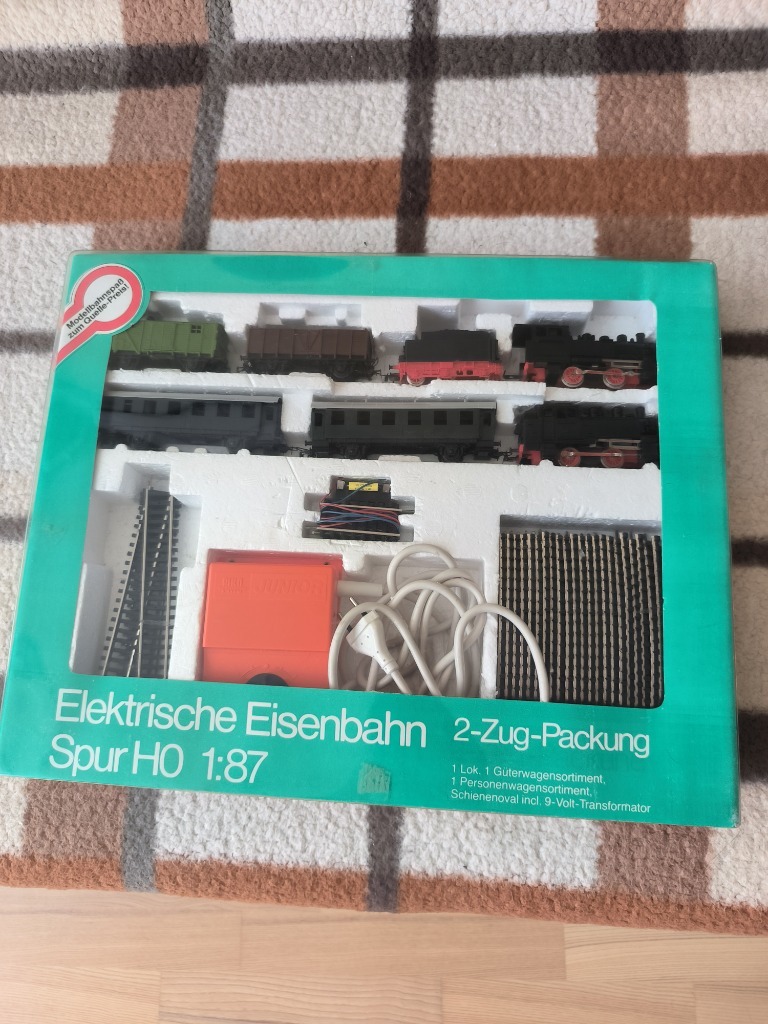 Modellbahnspaß
zum Quelle-Preis!
JUNIOR
Elektrische Eisenbahn
Spur H0 1:87
2-Zug-Packung
1 Lok. 1 Güterwagensortiment,
1 Personenwagensortiment,
Schienenoval incl. 9-Volt-Transformator